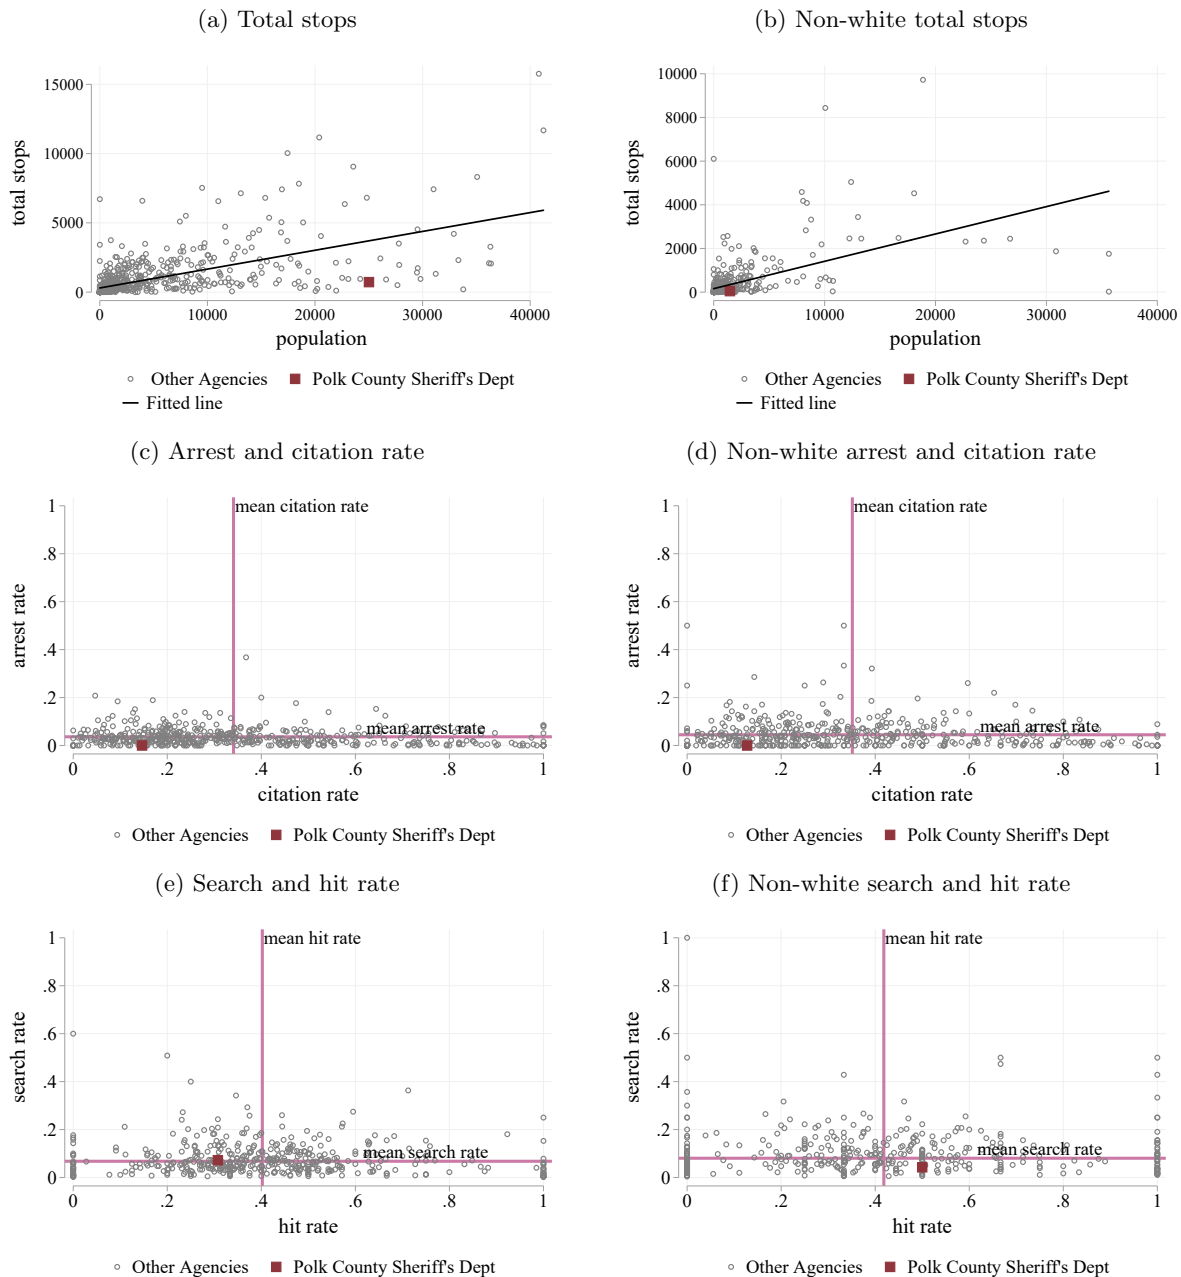 (a) Total stops
total stops
15000
10000
5000
0
0 10000 20000 30000 40000
population
Other Agencies Polk County Sheriff's Dept
Fitted line
(b) Non-white total stops
total stops
10000
8000
6000
4000
2000
0
0 10000 20000 30000 40000
population
Other Agencies Polk County Sheriff's Dept
Fitted line
(c) Arrest and citation rate
mean citation rate
arrest rate
1
.8
.6
.4
.2
0
mean arrest rate
0 .2 .4 .6 .8 1
citation rate
Other Agencies Polk County Sheriff's Dept
(d) Non-white arrest and citation rate
mean citation rate
arrest rate
1
.8
.6
.4
.2
0
mean arrest rate
0 .2 .4 .6 .8 1
citation rate
Other Agencies Polk County Sheriff's Dept
(e) Search and hit rate
mean hit rate
search rate
1
.8
.6
.4
.2
0
mean search rate
0 .2 .4 .6 .8 1
hit rate
Other Agencies Polk County Sheriff's Dept
(f) Non-white search and hit rate
mean hit rate
search rate
1
.8
.6
.4
.2
0
mean search rate
0 .2 .4 .6 .8 1
hit rate
Other Agencies Polk County Sheriff's Dept